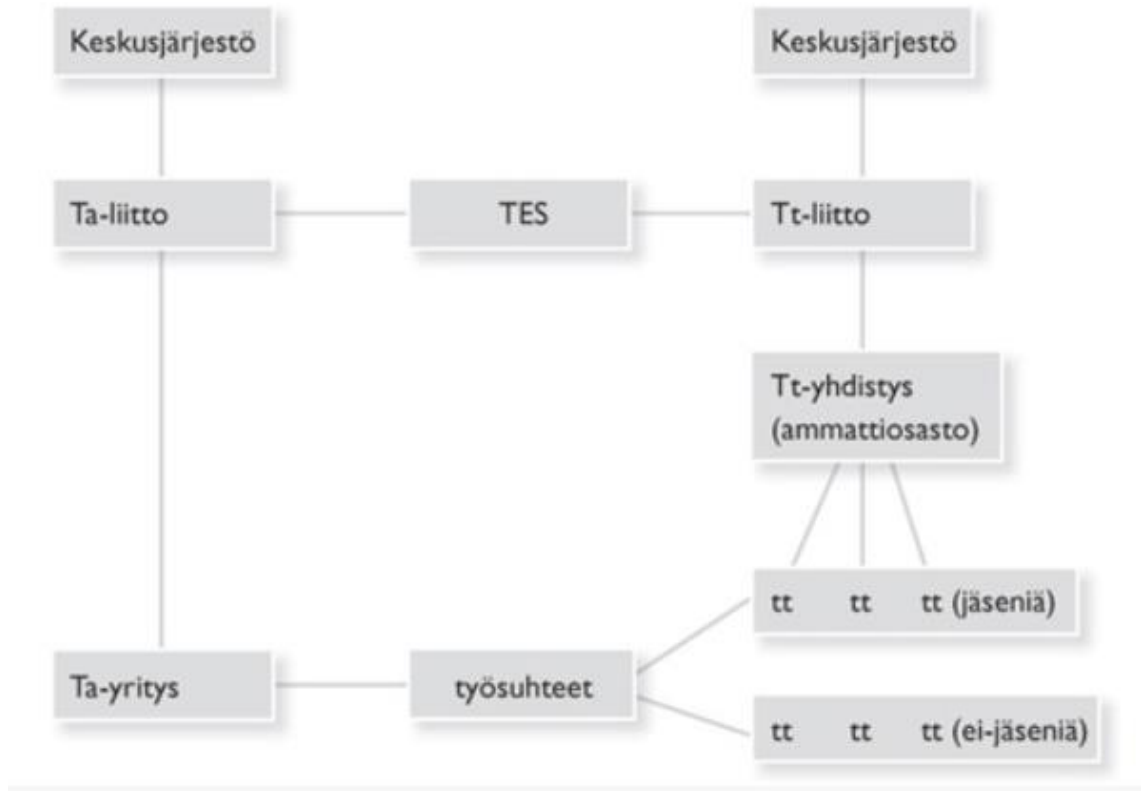 Keskusjärjestö
Keskusjärjestö
Ta-liitto
TES
Tt-liitto
Tt-yhdistys
(ammattiosasto)
tt tt tt (jäseniä)
Ta-yritys
työsuhteet
tt tt tt (ei-jäseniä)